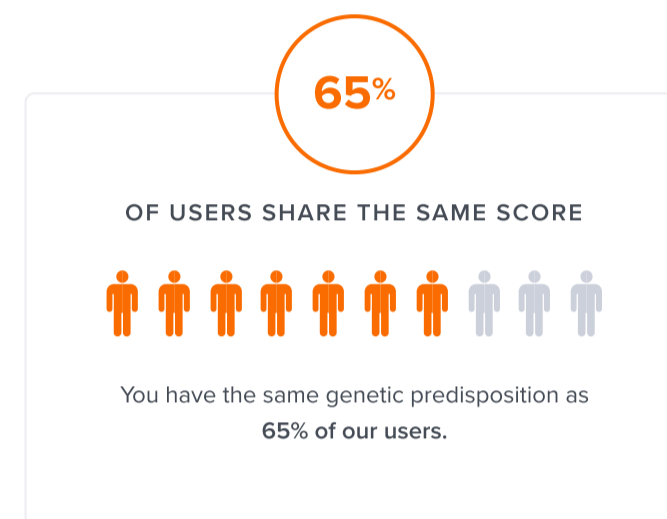 65%
OF USERS SHARE THE SAME SCORE
You have the same genetic predisposition as
65% of our users.